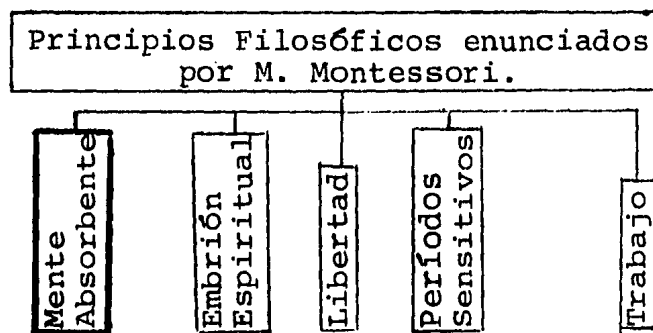 Principios Filosóficos enunciados
por M. Montessori.
Mente
Absorbente
Embrión
Espiritual
Libertad
Períodos
Sensitivos
Trabajo